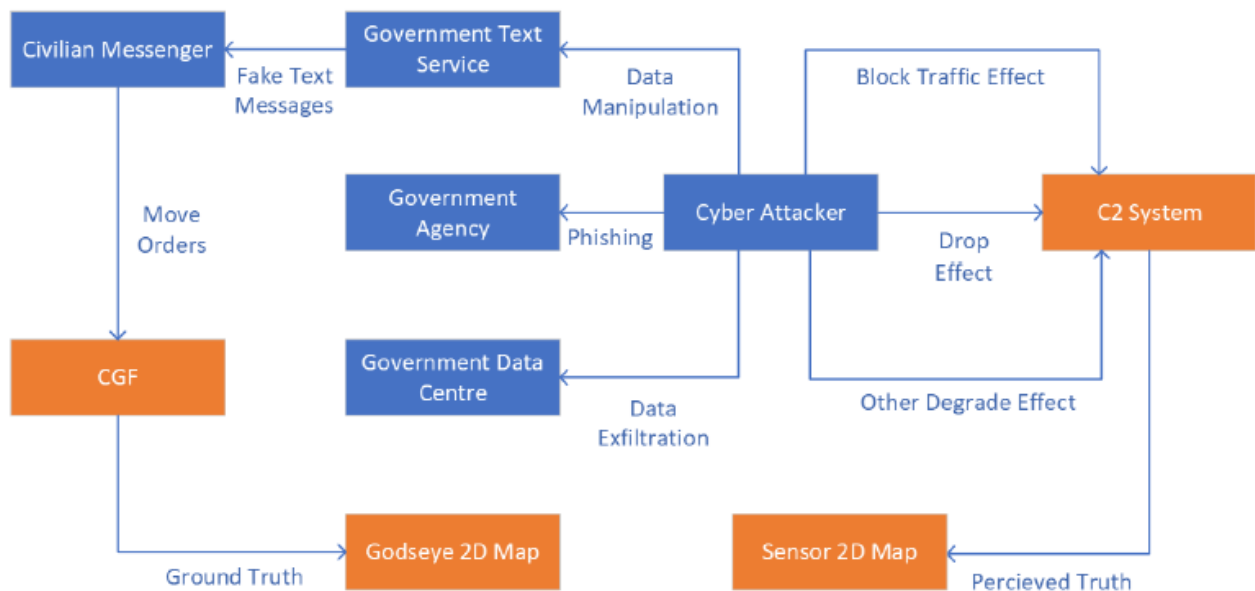 Civilian Messenger
Government Text
Service
Fake Text
Messages
Data
Manipulation
Block Traffic Effect
Government
Agency
Phishing
Cyber Attacker
Drop
Effect
C2 System
Move
Orders
CGF
Government Data
Centre
Data
Exfiltration
Other Degrade Effect
Godseye 2D Map
Ground Truth
Sensor 2D Map
Percieved Truth